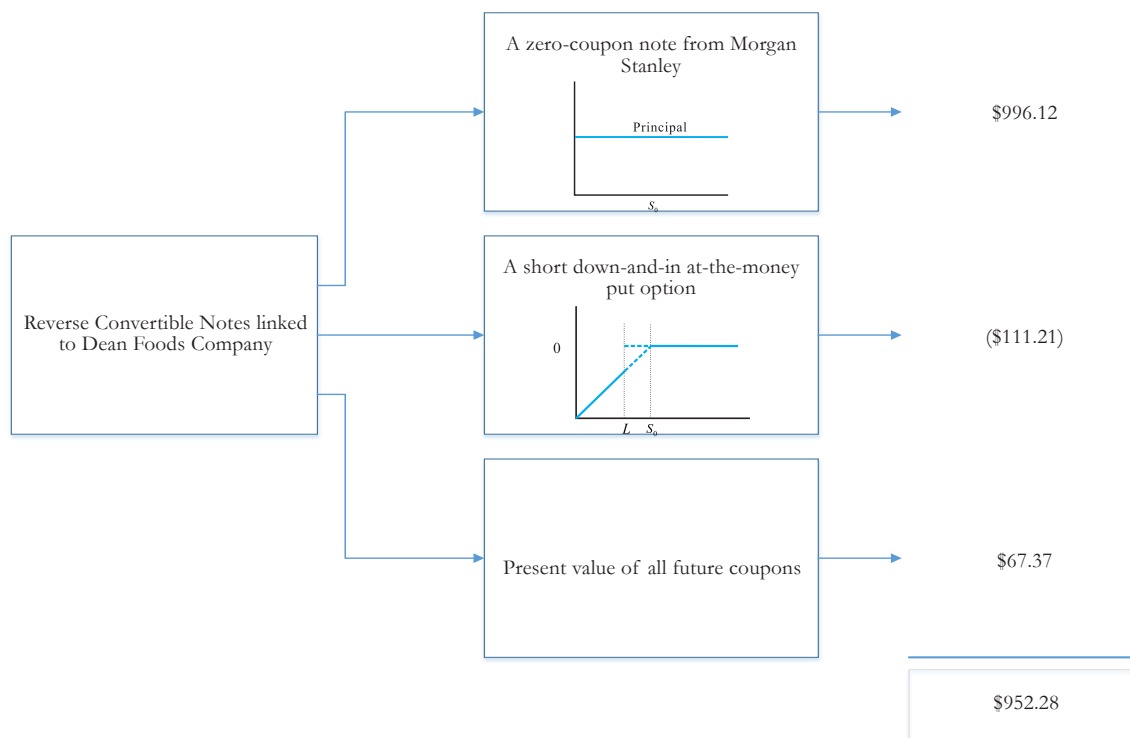 A zero-coupon note from Morgan
Stanley
Principal
S₀
$996.12
Reverse Convertible Notes linked
to Dean Foods Company
A short down-and-in at-the-money
put option
0
L S₀
($111.21)
Present value of all future coupons
$67.37
$952.28